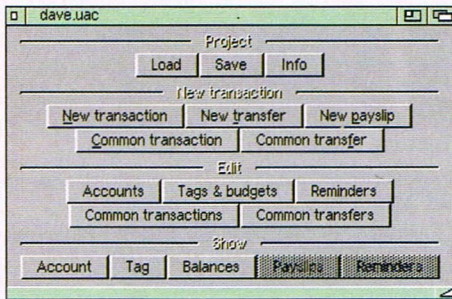 dave.uac
Project
Load Save Info
New transaction
New transaction New transfer New payslip
Common transaction Common transfer
Edit
Accounts Tags & budgets Reminders
Common transactions Common transfers
Show
Account Tag Balances Payslips Reminders